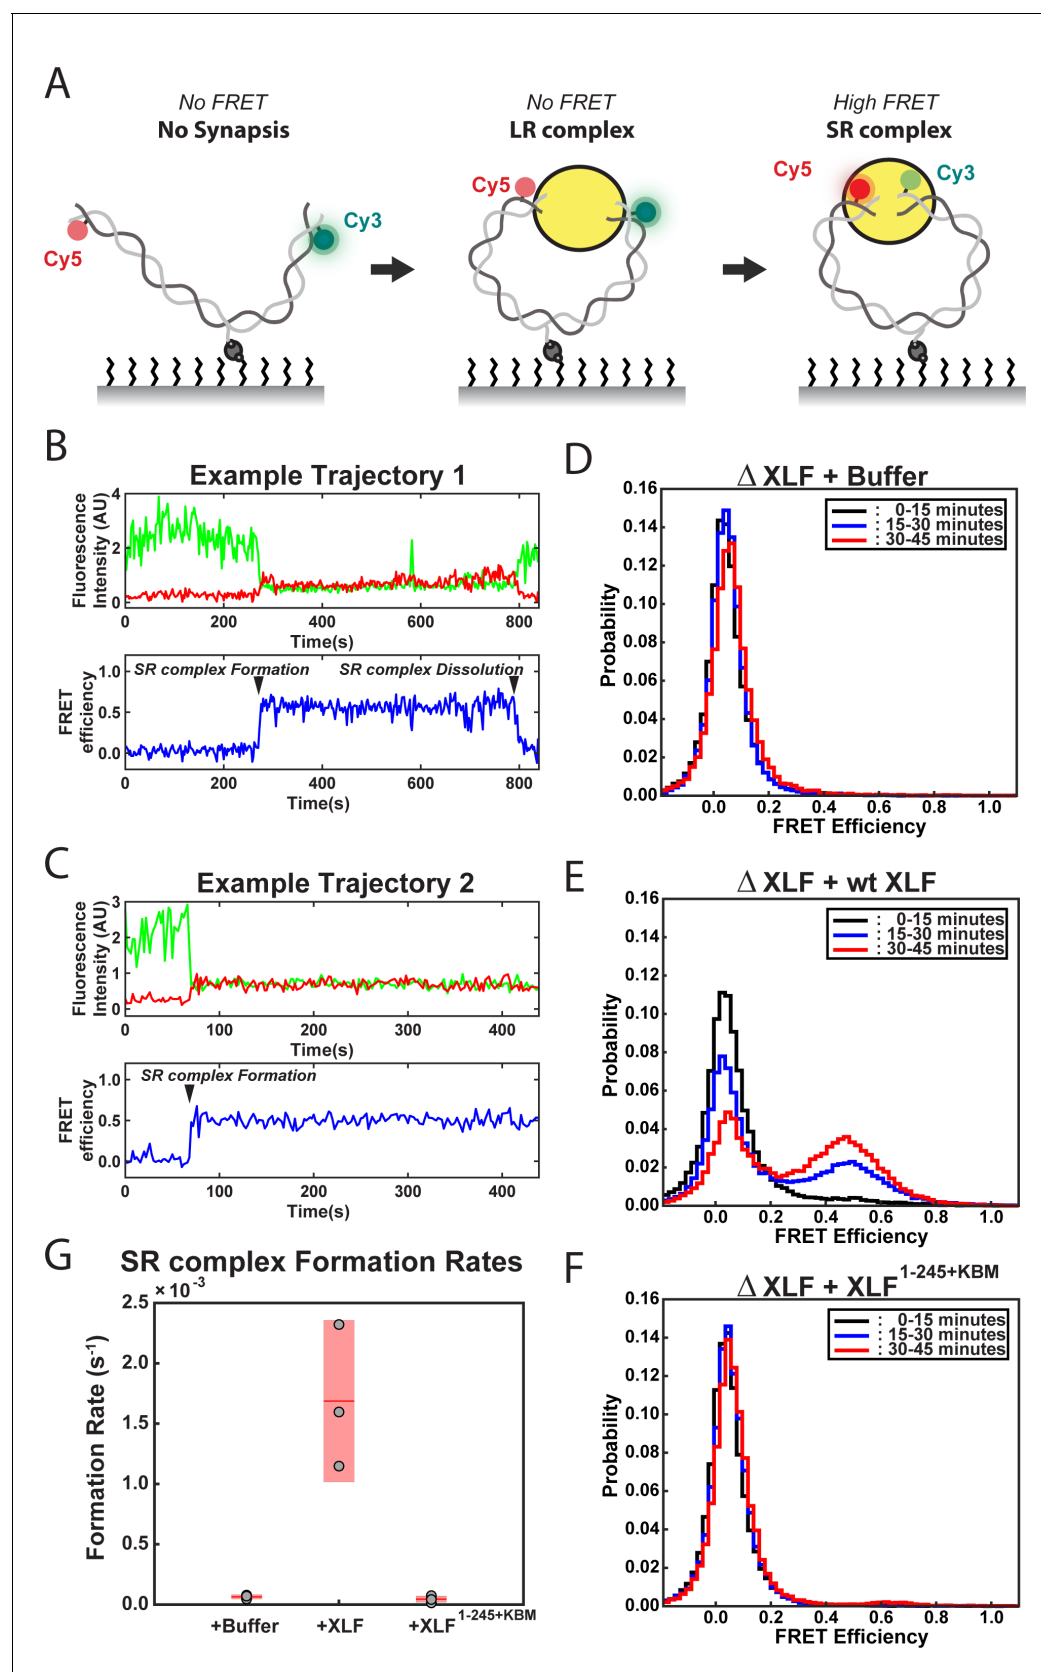 A
No FRET
No Synapsis
No FRET
LR complex
High FRET
SR complex
Cy5
Cy3
Cy5
Cy5
Cy3
B
Example Trajectory 1
Fluorescence
Intensity (AU)
4
2
0
0 200 400 600 800
Time(s)
FRET
efficiency
1.0
0.5
0.0
SR complex Formation
SR complex Dissolution
0 200 400 600 800
Time(s)
C
Example Trajectory 2
Fluorescence
Intensity (AU)
3
2
1
0
0 100 200 300 400
Time(s)
FRET
efficiency
1.0
0.5
0.0
SR complex Formation
0 100 200 300 400
Time(s)
D
Δ XLF + Buffer
Probability
0.16
0.14
0.12
0.10
0.08
0.06
0.04
0.02
0.00
: 0-15 minutes
: 15-30 minutes
: 30-45 minutes
0.0 0.2 0.4 0.6 0.8 1.0
FRET Efficiency
E
Δ XLF + wt XLF
Probability
0.16
0.14
0.12
0.10
0.08
0.06
0.04
0.02
0.00
: 0-15 minutes
: 15-30 minutes
: 30-45 minutes
0.0 0.2 0.4 0.6 0.8 1.0
FRET Efficiency
F
Δ XLF + XLF 1-245+KBM
Probability
0.16
0.14
0.12
0.10
0.08
0.06
0.04
0.02
0.00
: 0-15 minutes
: 15-30 minutes
: 30-45 minutes
0.0 0.2 0.4 0.6 0.8 1.0
FRET Efficiency
G
SR complex Formation Rates
× 10 -3
Formation Rate (s-1)
2.5
2.0
1.5
1.0
0.5
0.0
+Buffer +XLF +XLF 1-245+KBM